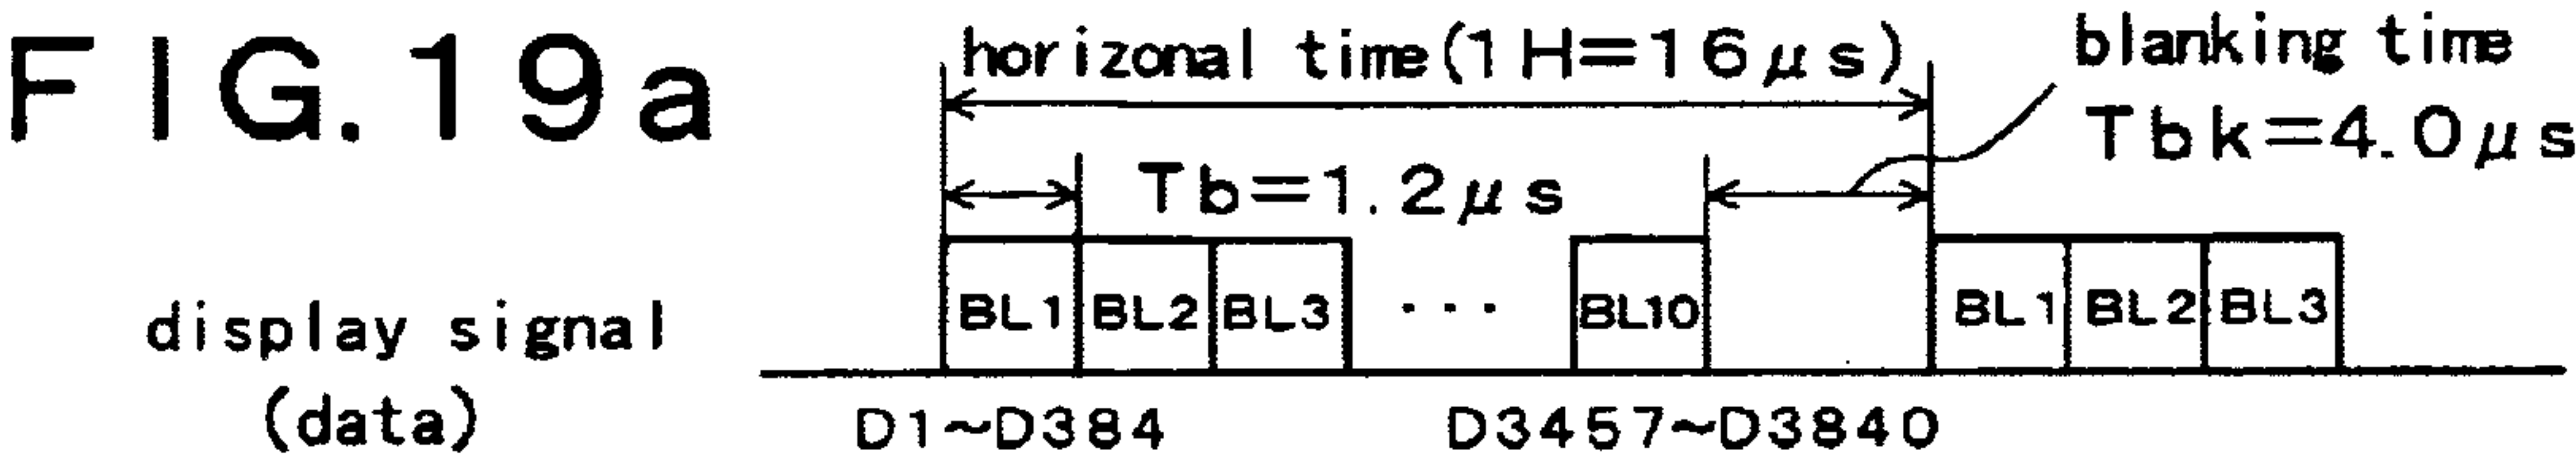 FIG.19a
horizonal time(1H=16μs)
blanking time
Tbk=4.0μs
Tb=1.2μs
BL1 BL2 BL3 ... BL10 BL1 BL2 BL3
display signal
(data)
D1~D384 D3457~D3840